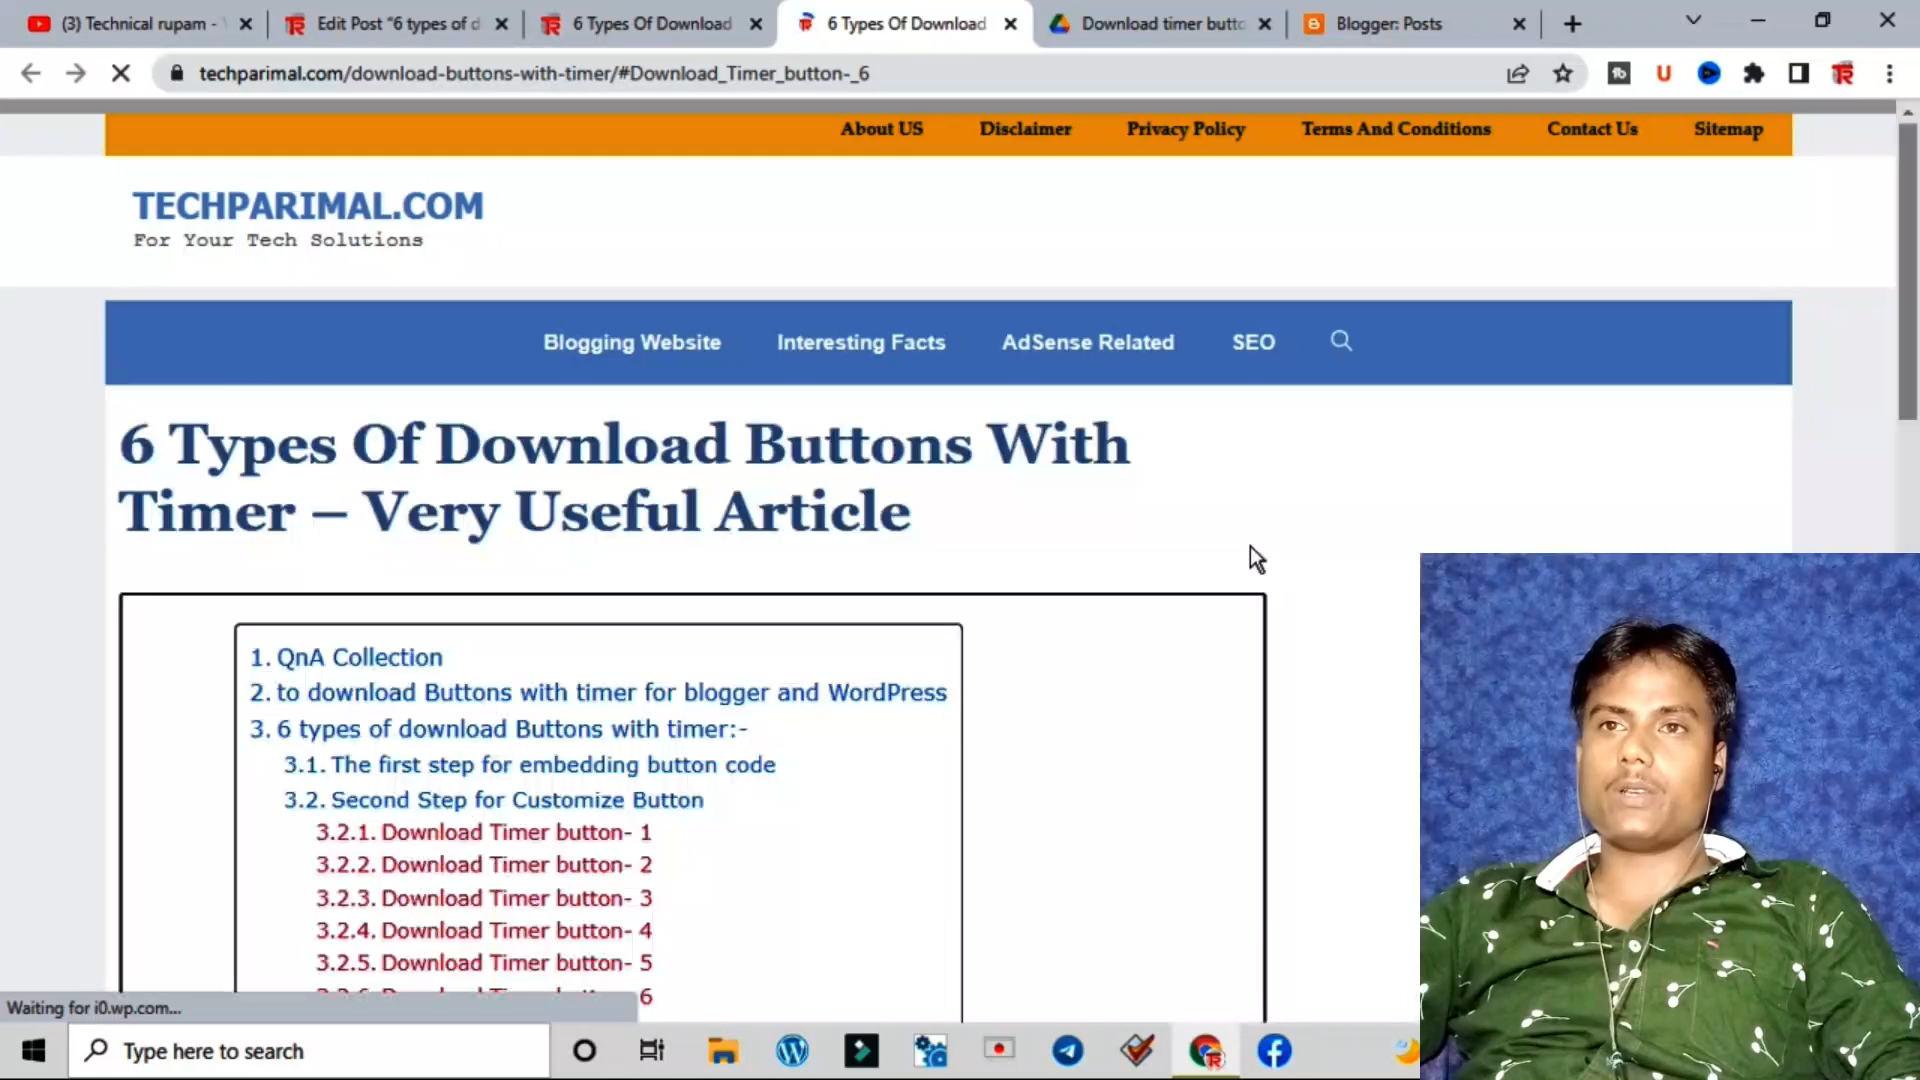 (3) Technical rupam -
Edit Post "6 types of d
6 Types Of Download
6 Types Of Download
Download timer butto
Blogger: Posts
techparimal.com/download-buttons-with-timer/#Download_Timer_button-_6
About US
Disclaimer
Privacy Policy
Terms And Conditions
Contact Us
Sitemap
TECHPARIMAL.COM
For Your Tech Solutions
Blogging Website
Interesting Facts
AdSense Related
SEO
6 Types Of Download Buttons With
Timer – Very Useful Article
1. QnA Collection
2. to download Buttons with timer for blogger and WordPress
3. 6 types of download Buttons with timer:-
3.1. The first step for embedding button code
3.2. Second Step for Customize Button
3.2.1. Download Timer button- 1
3.2.2. Download Timer button- 2
3.2.3. Download Timer button- 3
3.2.4. Download Timer button- 4
3.2.5. Download Timer button- 5
6
Waiting for i0.wp.com...
Type here to search